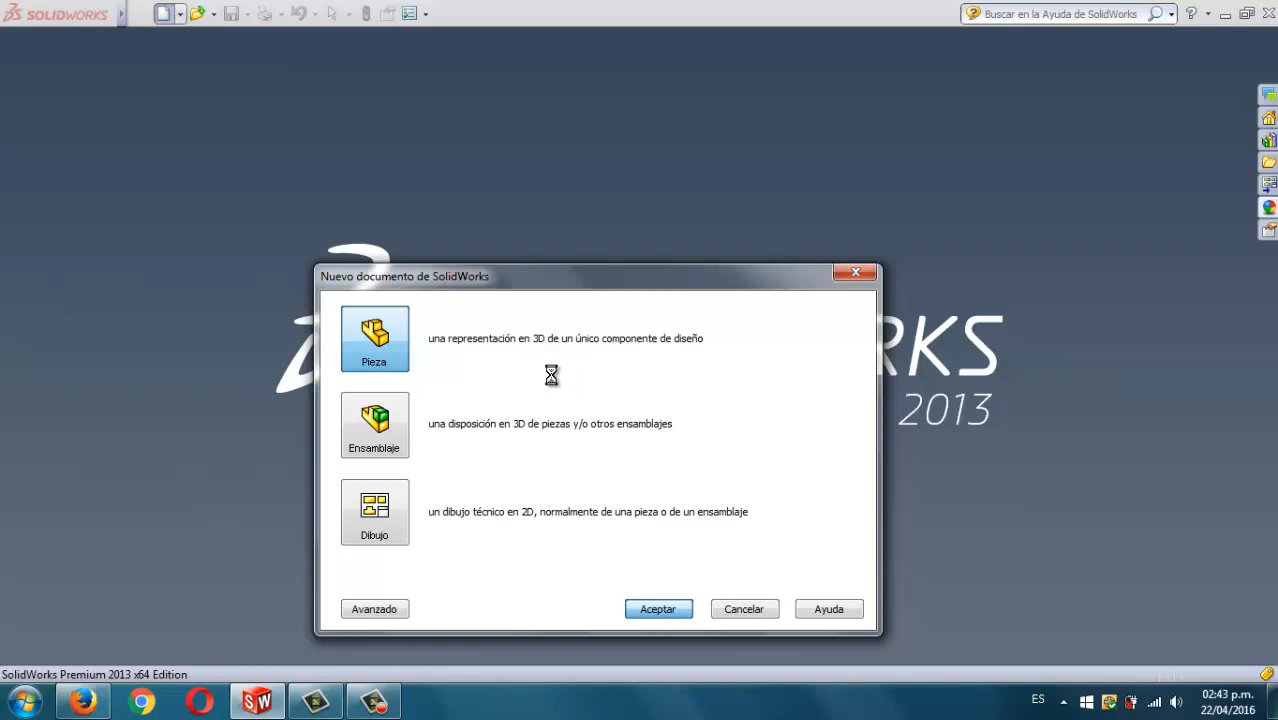 SOLIDWORKS
Buscar en la Ayuda de SolidWorks
Nuevo documento de SolidWorks
Pieza
una representación en 3D de un único componente de diseño
Ensamblaje
una disposición en 3D de piezas y/o otros ensamblajes
Dibujo
un dibujo técnico en 2D, normalmente de una pieza o de un ensamblaje
Avanzado
Aceptar
Cancelar
Ayuda
RKS
2013
SolidWorks Premium 2013 x64 Edition
SW
ES
02:43 p.m.
22/04/2016